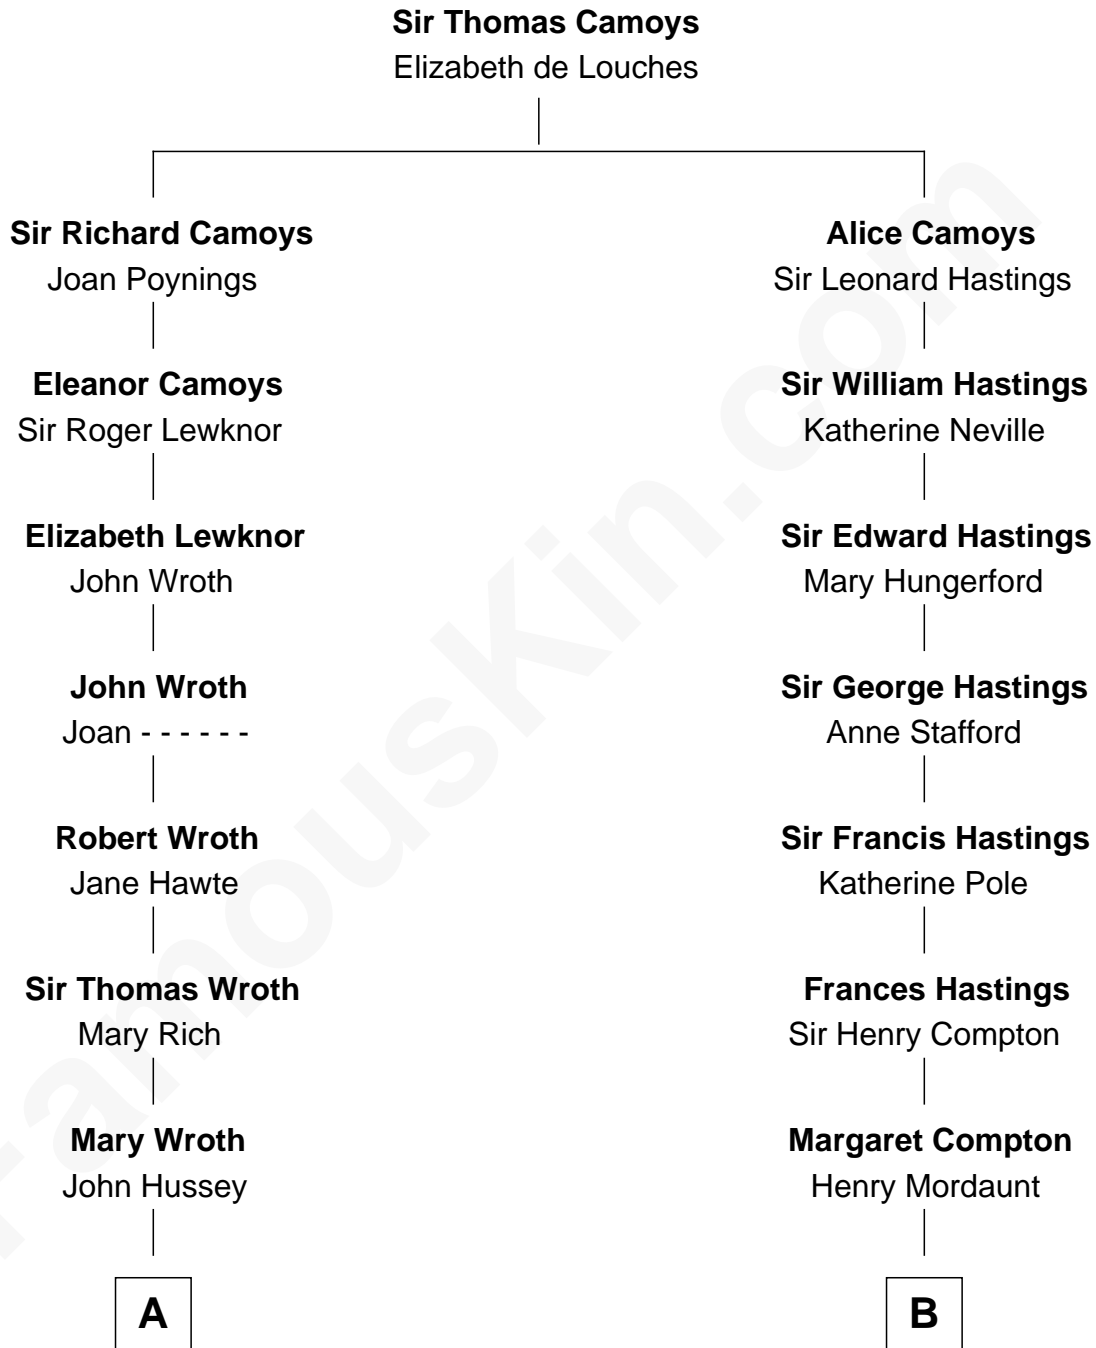 Sir Thomas Camoys
Elizabeth de Louches
Sir Richard Camoys
Joan Poynings
Alice Camoys
Sir Leonard Hastings
Eleanor Camoys
Sir Roger Lewknor
Sir William Hastings
Katherine Neville
Elizabeth Lewknor
John Wroth
Sir Edward Hastings
Mary Hungerford
John Wroth
Joan - - - - - -
Sir George Hastings
Anne Stafford
Robert Wroth
Jane Hawte
Sir Francis Hastings
Katherine Pole
Sir Thomas Wroth
Mary Rich
Frances Hastings
Sir Henry Compton
Mary Wroth
John Hussey
Margaret Compton
Henry Mordaunt
A
B
FamousKin.com